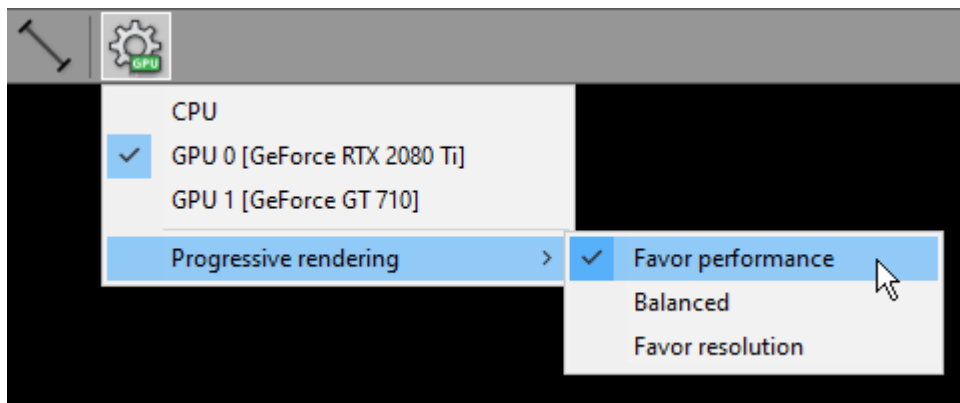 GPU
CPU
GPU 0 [GeForce RTX 2080 Ti]
GPU 1 [GeForce GT 710]
Progressive rendering
Favor performance
Balanced
Favor resolution